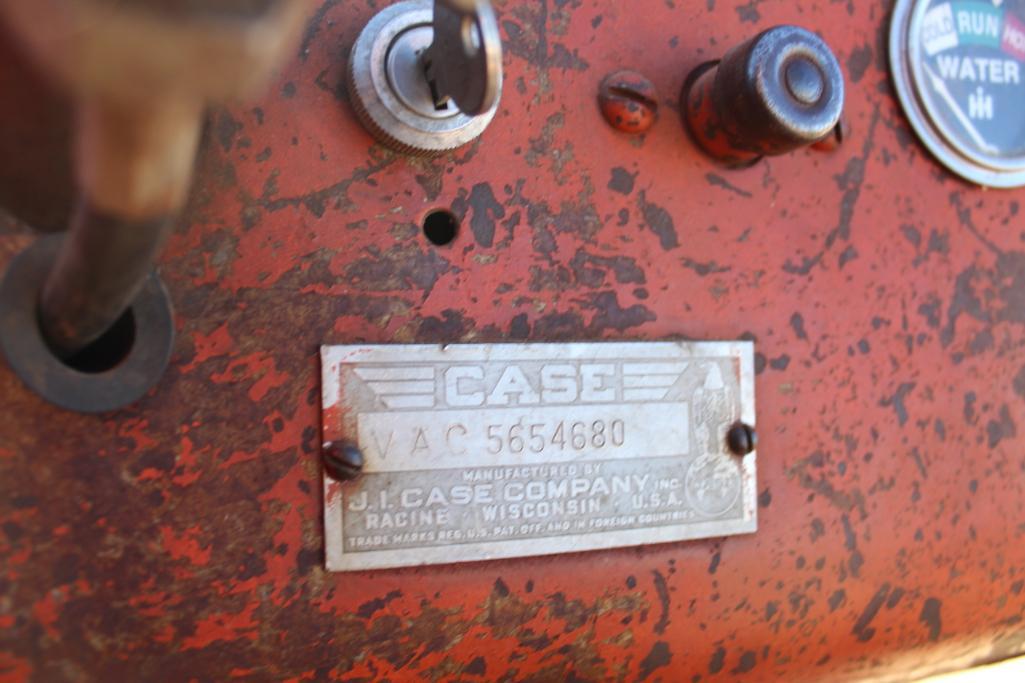 COLD RUN HOT
WATER
IH
CASE
VAC 5654680
MANUFACTURED BY
J.I. CASE COMPANY INC.
RACINE WISCONSIN U.S.A.
TRADE MARKS REG. U.S. PAT. OFF. AND IN FOREIGN COUNTRIES